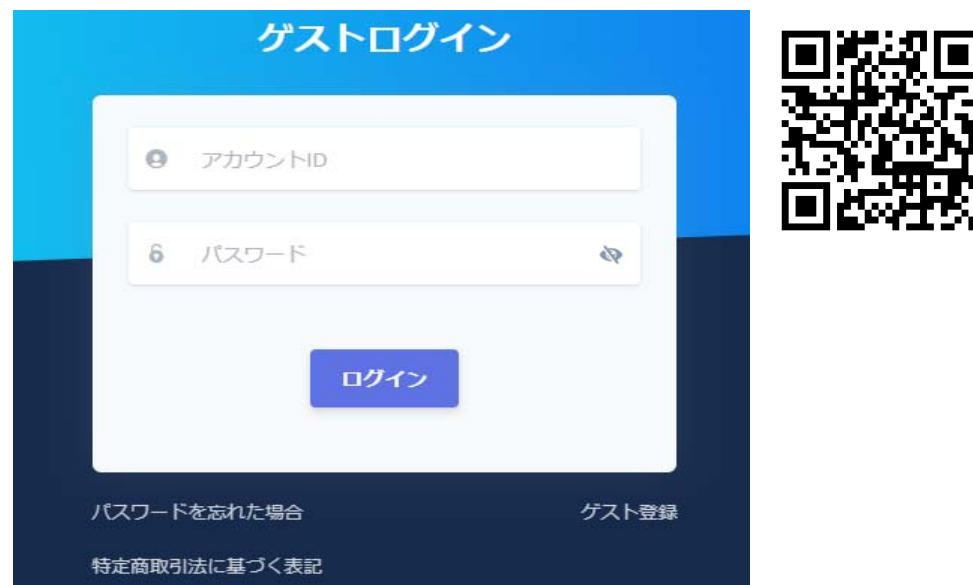 ゲストログイン
アカウントID
パスワード
ログイン
パスワードを忘れた場合
ゲスト登録
特定商取引法に基づく表記